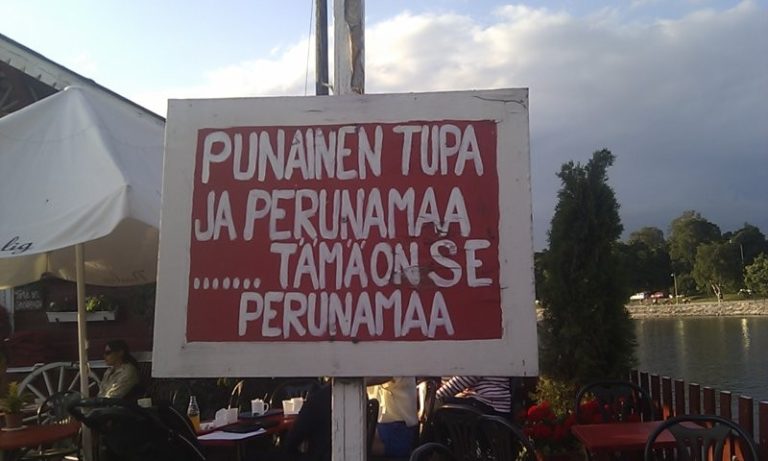 PUNAINEN TUPA
JA PERUNAMAA
....... TÄMÄ ON SE
PERUNAMAA